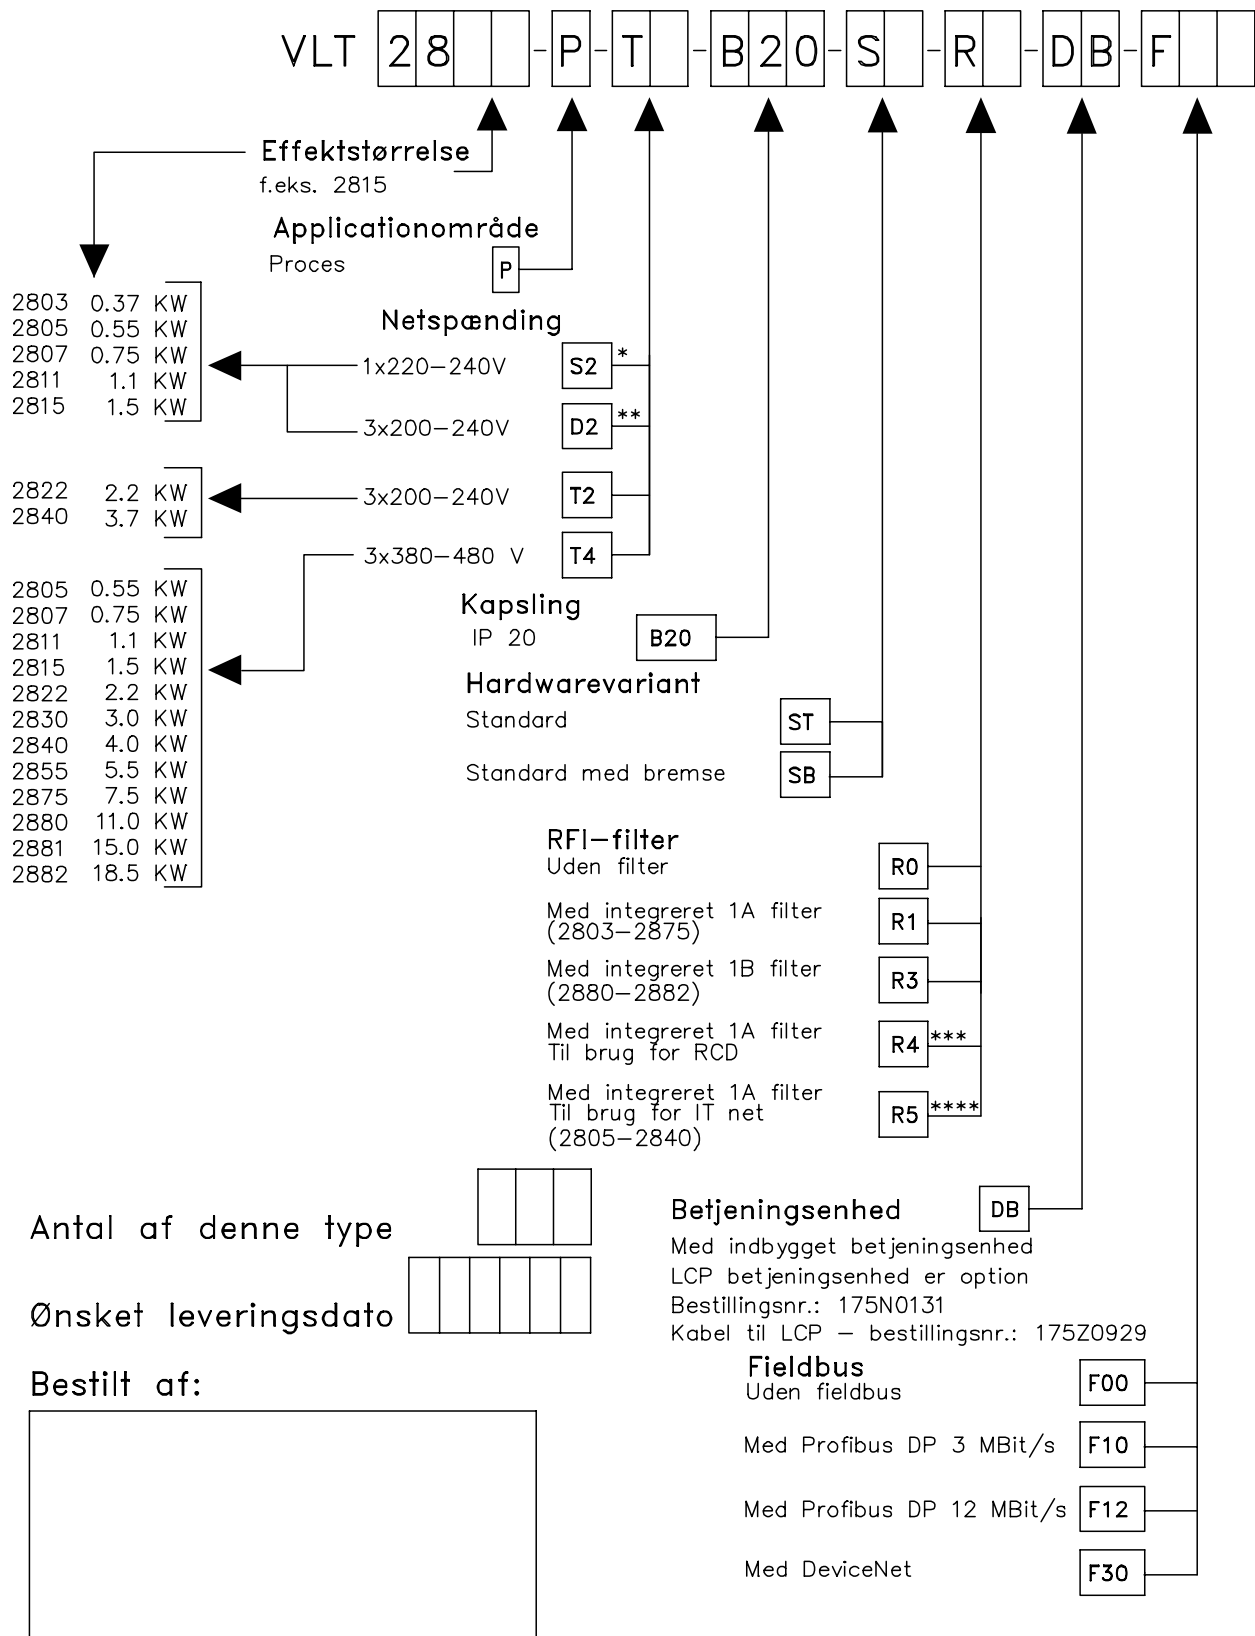 VLT 28 -P-T -B20-S -R -DB-F
Effektstørrelse
f.eks. 2815
Applicationområde
Proces P
2803 0.37 KW
2805 0.55 KW
2807 0.75 KW
2811 1.1 KW
2815 1.5 KW
Netspænding
1x220-240V S2 *
3x200-240V D2 **
2822 2.2 KW
2840 3.7 KW
3x200-240V T2
3x380-480 V T4
2805 0.55 KW
2807 0.75 KW
2811 1.1 KW
2815 1.5 KW
2822 2.2 KW
2830 3.0 KW
2840 4.0 KW
2855 5.5 KW
2875 7.5 KW
2880 11.0 KW
2881 15.0 KW
2882 18.5 KW
Kapsling
IP 20 B20
Hardwarevariant
Standard ST
Standard med bremse SB
RFI-filter
Uden filter R0
Med integreret 1A filter
(2803-2875) R1
Med integreret 1B filter
(2880-2882) R3
Med integreret 1A filter
Til brug for RCD R4 ***
Med integreret 1A filter
Til brug for IT net R5 ****
(2805-2840)
Antal af denne type
Ønsket leveringsdato
Bestilt af:
Betjeningsenhed DB
Med indbygget betjeningsenhed
LCP betjeningsenhed er option
Bestillingsnr.: 175N0131
Kabel til LCP - bestillingsnr.: 175Z0929
Fieldbus
Uden fieldbus F00
Med Profibus DP 3 MBit/s F10
Med Profibus DP 12 MBit/s F12
Med DeviceNet F30